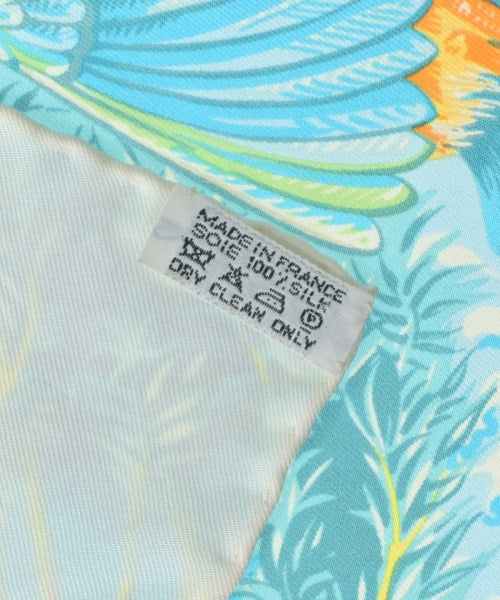 MADE IN FRANCE
SOIE 100% SILK
P
DRY CLEAN ONLY